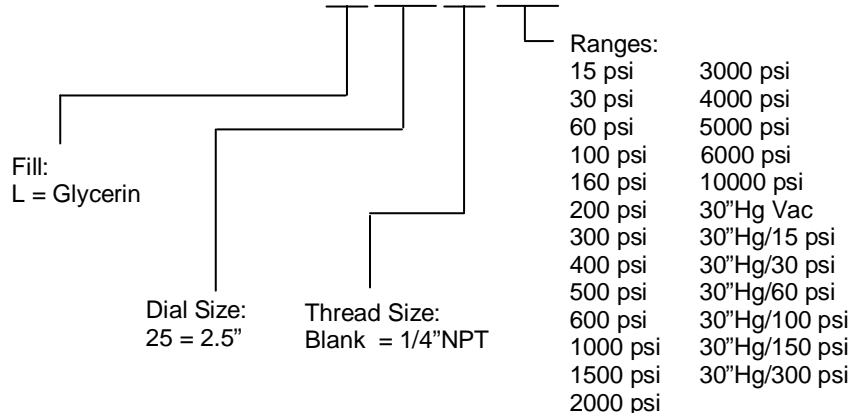 Ranges:
15 psi 3000 psi
30 psi 4000 psi
60 psi 5000 psi
100 psi 6000 psi
160 psi 10000 psi
200 psi 30”Hg Vac
300 psi 30”Hg/15 psi
400 psi 30”Hg/30 psi
500 psi 30”Hg/60 psi
600 psi 30”Hg/100 psi
1000 psi 30”Hg/150 psi
1500 psi 30”Hg/300 psi
2000 psi
Fill:
L = Glycerin
Dial Size:
25 = 2.5”
Thread Size:
Blank = 1/4”NPT